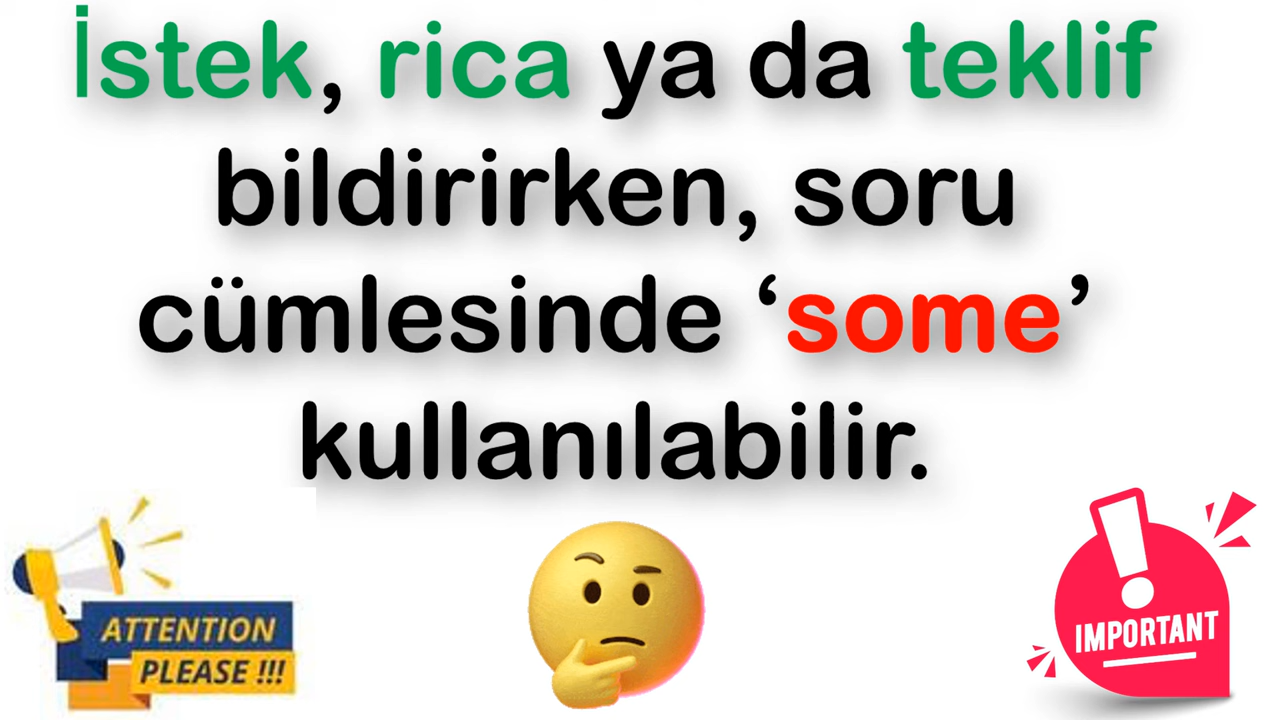 İstek, rica ya da teklif
bildirirken, soru
cümlesinde ‘some’
kullanılabilir.
ATTENTION
PLEASE !!!
IMPORTANT